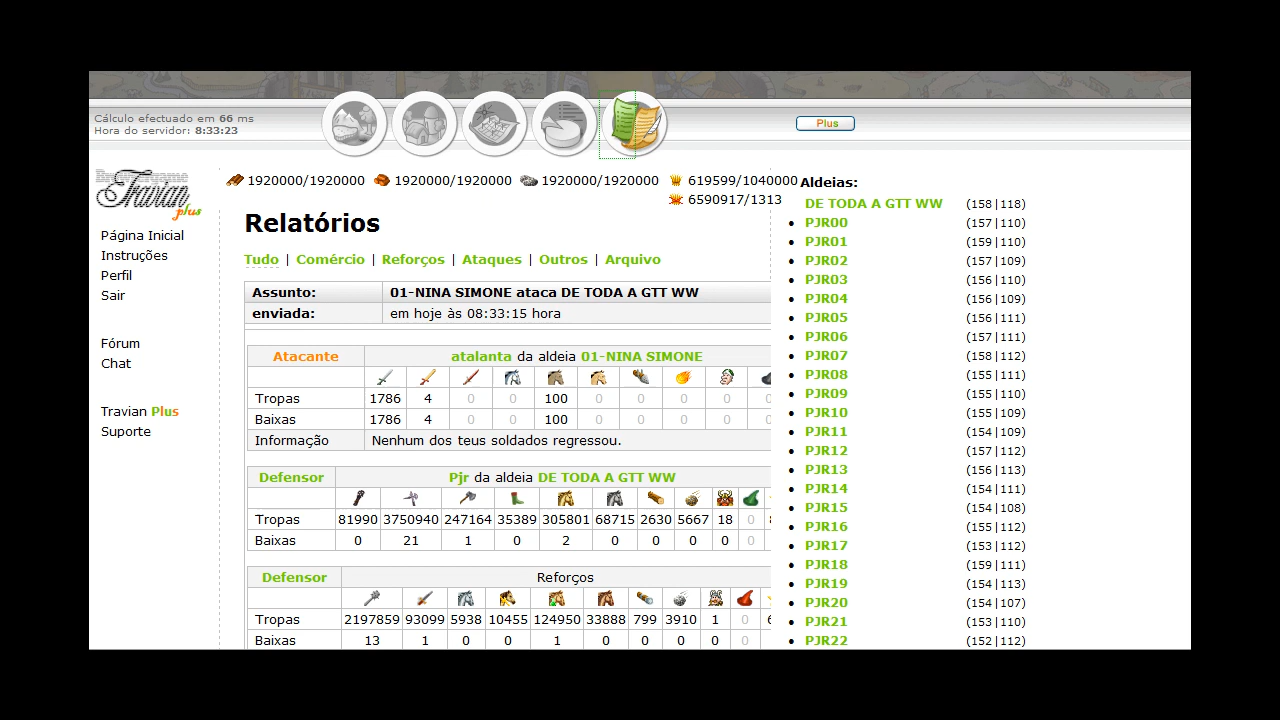 Cálculo efectuado em 66 ms
Hora do servidor: 8:33:23
Plus
Travian
plus
1920000/1920000 1920000/1920000 1920000/1920000 619599/1040000
6590917/1313
Página Inicial
Instruções
Perfil
Sair
Fórum
Chat
Travian Plus
Suporte
Relatórios
Tudo | Comércio | Reforços | Ataques | Outros | Arquivo
Assunto: 01-NINA SIMONE ataca DE TODA A GTT WW
enviada: em hoje às 08:33:15 hora
Atacante atalanta da aldeia 01-NINA SIMONE
Tropas 1786 4 0 0 100 0 0 0 0 0
Baixas 1786 4 0 0 100 0 0 0 0 0
Informação Nenhum dos teus soldados regressou.
Defensor Pjr da aldeia DE TODA A GTT WW
Tropas 81990 3750940 247164 35389 305801 68715 2630 5667 18 0
Baixas 0 21 1 0 2 0 0 0 0 0
Defensor Reforços
Tropas 2197859 93099 5938 10455 124950 33888 799 3910 1 0
Baixas 13 1 0 0 1 0 0 0 0 0
Aldeias:
DE TODA A GTT WW (158|118)
• PJR00 (157|110)
• PJR01 (159|110)
• PJR02 (157|109)
• PJR03 (156|110)
• PJR04 (156|109)
• PJR05 (156|111)
• PJR06 (157|111)
• PJR07 (158|112)
• PJR08 (155|111)
• PJR09 (155|110)
• PJR10 (155|109)
• PJR11 (154|109)
• PJR12 (157|112)
• PJR13 (156|113)
• PJR14 (154|111)
• PJR15 (154|108)
• PJR16 (155|112)
• PJR17 (153|112)
• PJR18 (159|111)
• PJR19 (154|113)
• PJR20 (154|107)
• PJR21 (153|110)
• PJR22 (152|112)